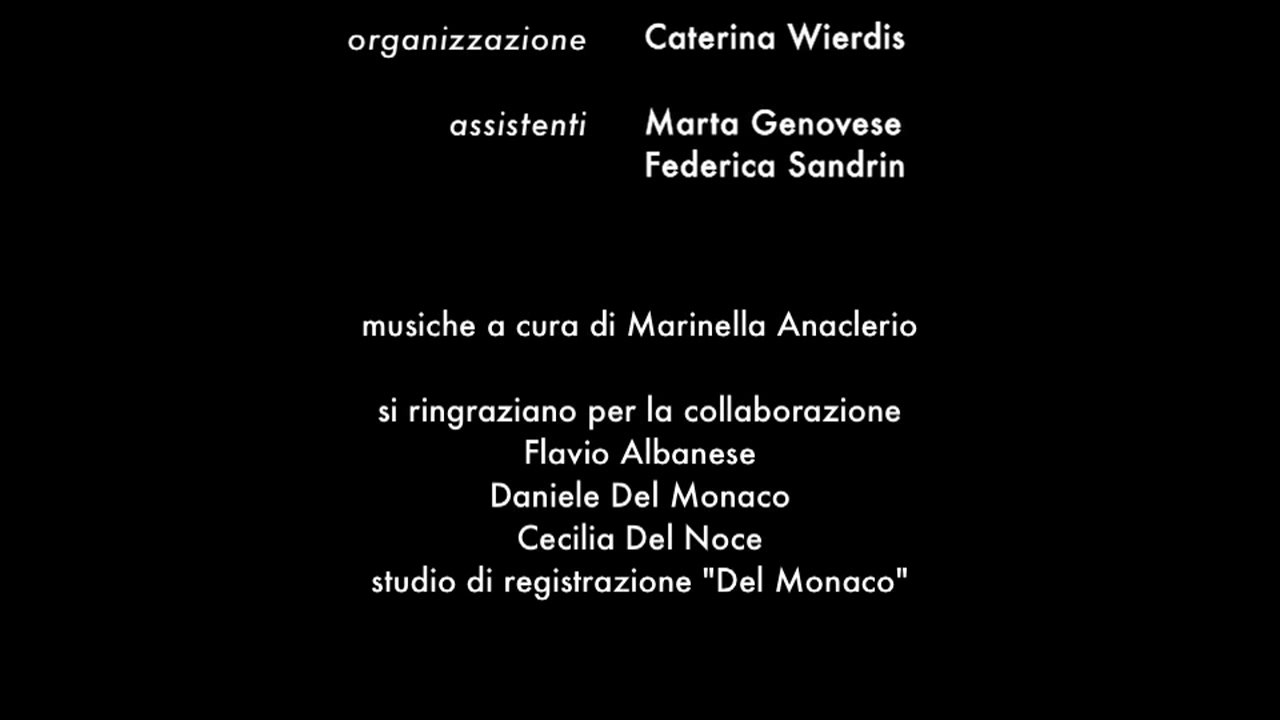 organizzazione Caterina Wierdis
assistenti Marta Genovese
Federica Sandrin
musiche a cura di Marinella Anaclerio
si ringraziano per la collaborazione
Flavio Albanese
Daniele Del Monaco
Cecilia Del Noce
studio di registrazione "Del Monaco"